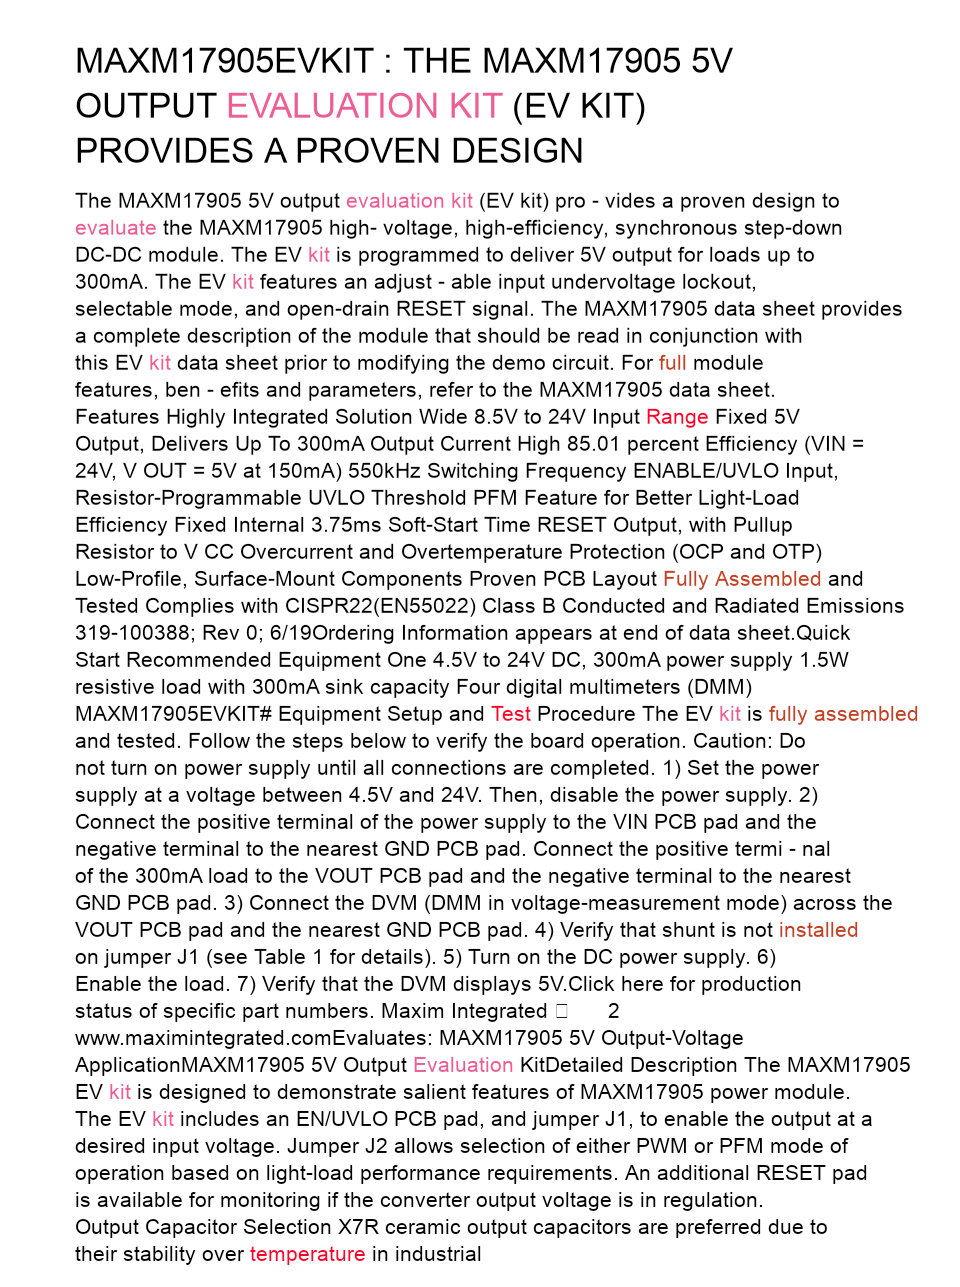 MAXM17905EVKIT : THE MAXM17905 5V
OUTPUT EVALUATION KIT (EV KIT)
PROVIDES A PROVEN DESIGN
The MAXM17905 5V output evaluation kit (EV kit) pro - vides a proven design to
evaluate the MAXM17905 high- voltage, high-efficiency, synchronous step-down
DC-DC module. The EV kit is programmed to deliver 5V output for loads up to
300mA. The EV kit features an adjust - able input undervoltage lockout,
selectable mode, and open-drain RESET signal. The MAXM17905 data sheet provides
a complete description of the module that should be read in conjunction with
this EV kit data sheet prior to modifying the demo circuit. For full module
features, ben - efits and parameters, refer to the MAXM17905 data sheet.
Features Highly Integrated Solution Wide 8.5V to 24V Input Range Fixed 5V
Output, Delivers Up To 300mA Output Current High 85.01 percent Efficiency (VIN =
24V, V OUT = 5V at 150mA) 550kHz Switching Frequency ENABLE/UVLO Input,
Resistor-Programmable UVLO Threshold PFM Feature for Better Light-Load
Efficiency Fixed Internal 3.75ms Soft-Start Time RESET Output, with Pullup
Resistor to V CC Overcurrent and Overtemperature Protection (OCP and OTP)
Low-Profile, Surface-Mount Components Proven PCB Layout Fully Assembled and
Tested Complies with CISPR22(EN55022) Class B Conducted and Radiated Emissions
319-100388; Rev 0; 6/19Ordering Information appears at end of data sheet.Quick
Start Recommended Equipment One 4.5V to 24V DC, 300mA power supply 1.5W
resistive load with 300mA sink capacity Four digital multimeters (DMM)
MAXM17905EVKIT# Equipment Setup and Test Procedure The EV kit is fully assembled
and tested. Follow the steps below to verify the board operation. Caution: Do
not turn on power supply until all connections are completed. 1) Set the power
supply at a voltage between 4.5V and 24V. Then, disable the power supply. 2)
Connect the positive terminal of the power supply to the VIN PCB pad and the
negative terminal to the nearest GND PCB pad. Connect the positive termi - nal
of the 300mA load to the VOUT PCB pad and the negative terminal to the nearest
GND PCB pad. 3) Connect the DVM (DMM in voltage-measurement mode) across the
VOUT PCB pad and the nearest GND PCB pad. 4) Verify that shunt is not installed
on jumper J1 (see Table 1 for details). 5) Turn on the DC power supply. 6)
Enable the load. 7) Verify that the DVM displays 5V.Click here for production
status of specific part numbers. Maxim Integrated 2
www.maximintegrated.comEvaluates: MAXM17905 5V Output-Voltage
ApplicationMAXM17905 5V Output Evaluation KitDetailed Description The MAXM17905
EV kit is designed to demonstrate salient features of MAXM17905 power module.
The EV kit includes an EN/UVLO PCB pad, and jumper J1, to enable the output at a
desired input voltage. Jumper J2 allows selection of either PWM or PFM mode of
operation based on light-load performance requirements. An additional RESET pad
is available for monitoring if the converter output voltage is in regulation.
Output Capacitor Selection X7R ceramic output capacitors are preferred due to
their stability over temperature in industrial